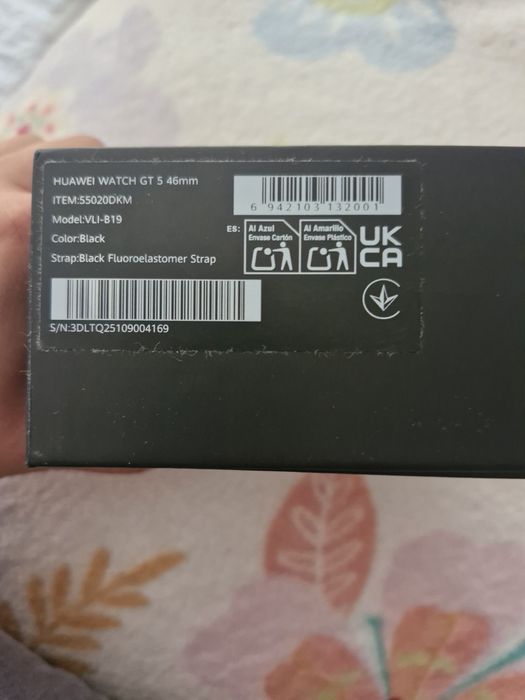 HUAWEI WATCH GT 5 46mm
ITEM:55020DKM
Model:VLI-B19
Color:Black
Strap:Black Fluoroelastomer Strap
S/N:3DLTQ25109004169
6 942103 132001
ES:
Al Azul
Envase Cartón
Al Amarillo
Envase Plástico
UK
CA